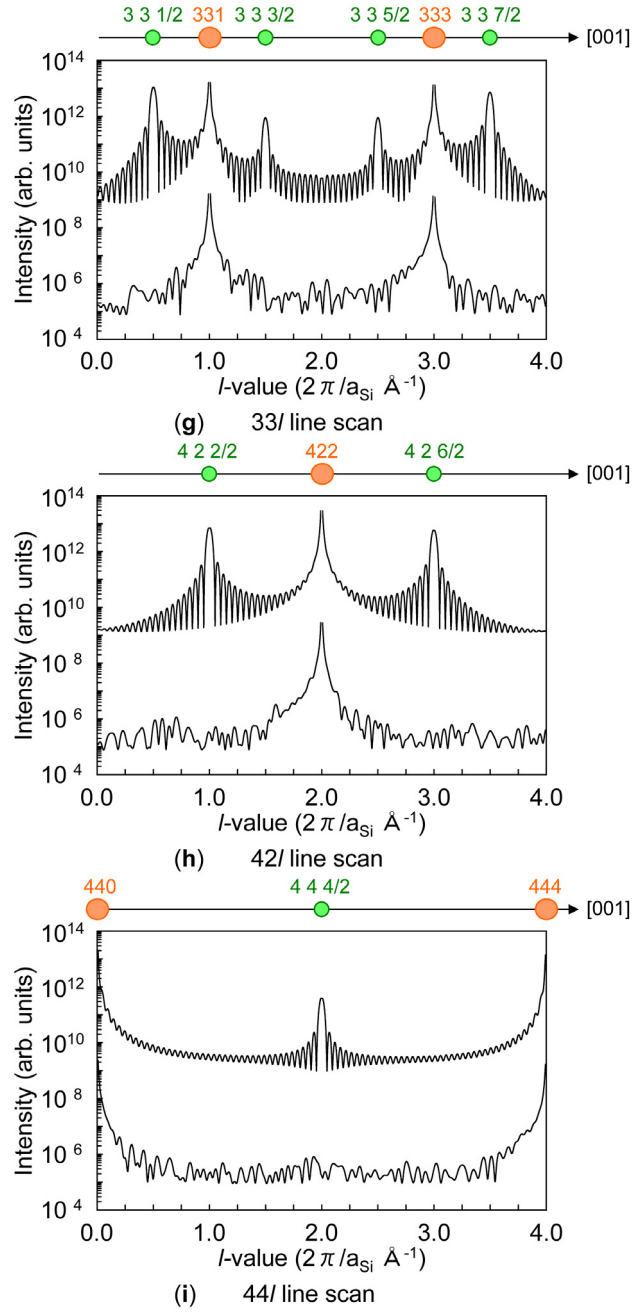 3 3 1/2 331 3 3 3/2 3 3 5/2 333 3 3 7/2
[001]
Intensity (arb. units)
10 14
10 12
10 10
10 8
10 6
10 4
0.0 1.0 2.0 3.0 4.0
l-value (2π/aSi Å-1)
(g) 33l line scan
4 2 2/2 422 4 2 6/2
[001]
Intensity (arb. units)
10 14
10 12
10 10
10 8
10 6
10 4
0.0 1.0 2.0 3.0 4.0
l-value (2π/aSi Å-1)
(h) 42l line scan
440 4 4 4/2 444
[001]
Intensity (arb. units)
10 14
10 12
10 10
10 8
10 6
10 4
0.0 1.0 2.0 3.0 4.0
l-value (2π/aSi Å-1)
(i) 44l line scan